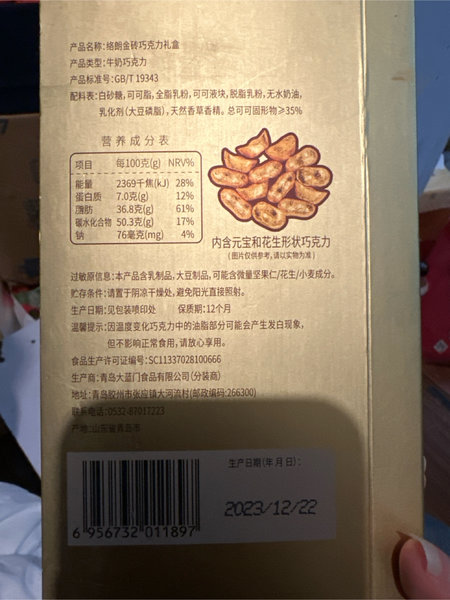 产品名称:络朗金砖巧克力礼盒
产品类型:牛奶巧克力
产品标准号:GB/T 19343
配料表:白砂糖,可可脂,全脂乳粉,可可液块,脱脂乳粉,无水奶油,
乳化剂(大豆磷脂),天然香草香精。总可可固形物≥35%
营养成分表
项目 每100克(g) NRV%
能量 2369千焦(kJ) 28%
蛋白质 7.0克(g) 12%
脂肪 36.8克(g) 61%
碳水化合物 50.3克(g) 17%
钠 76毫克(mg) 4%
内含元宝和花生形状巧克力
(图片仅供参考,请以实物为准)
过敏原信息:本产品含乳制品,大豆制品,可能含微量坚果仁/花生/小麦成分。
贮存条件:请置于阴凉干燥处,避免阳光直接照射。
生产日期:见包装喷印处 保质期:12个月
温馨提示:因温度变化巧克力中的油脂部分可能会产生发白现象,
但不影响正常食用,请放心享用。
食品生产许可证编号:SC11337028100666
生产商:青岛大蓝门食品有限公司(分装商)
地址:青岛胶州市张应镇大河流村(邮政编码:266300)
联系电话:0532-87017223
产地:山东省青岛市
生产日期(年月日):
2023/12/22
6 956732 011897